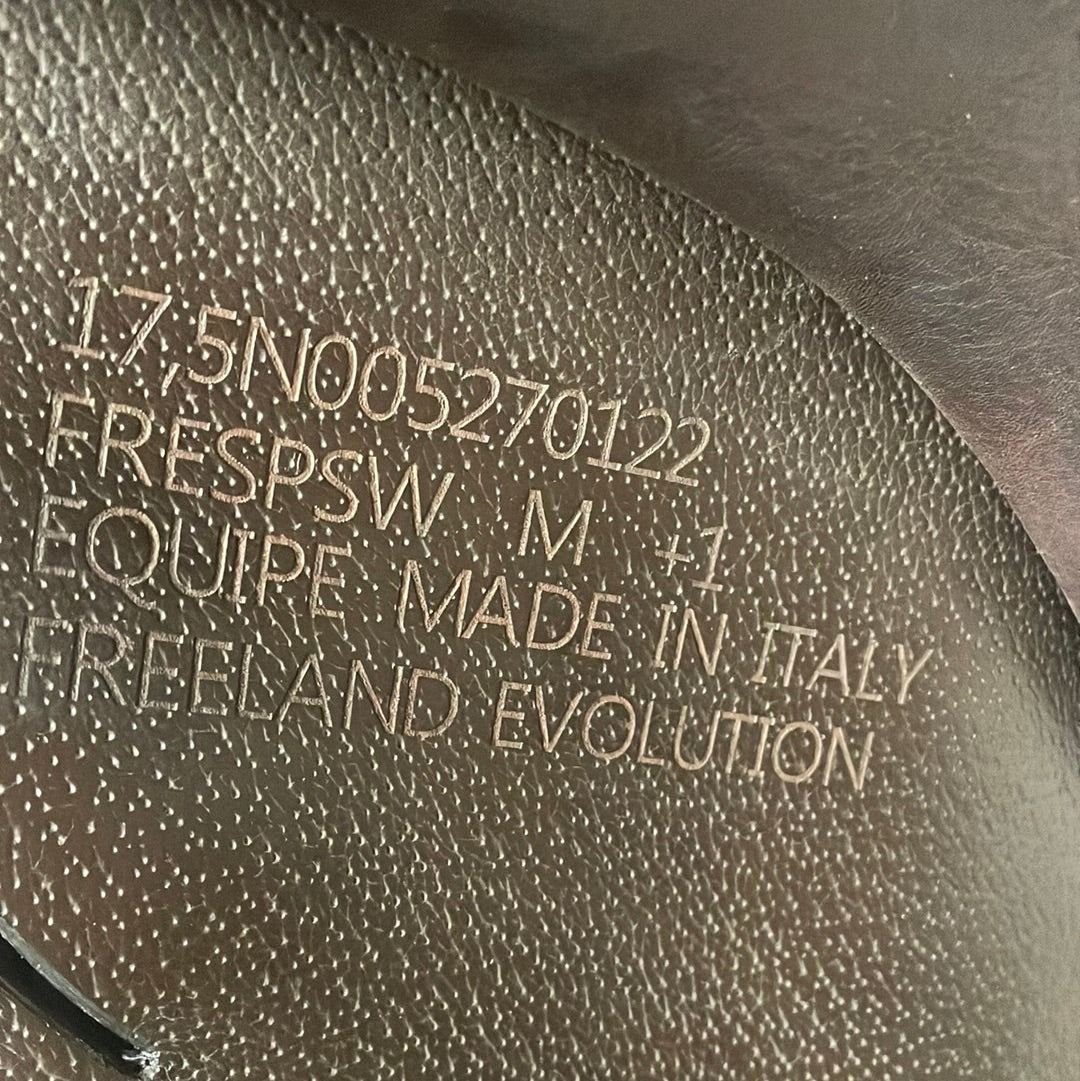 17,5N005270122
FRESPSW M +1
EQUIPE MADE IN ITALY
FREELAND EVOLUTION